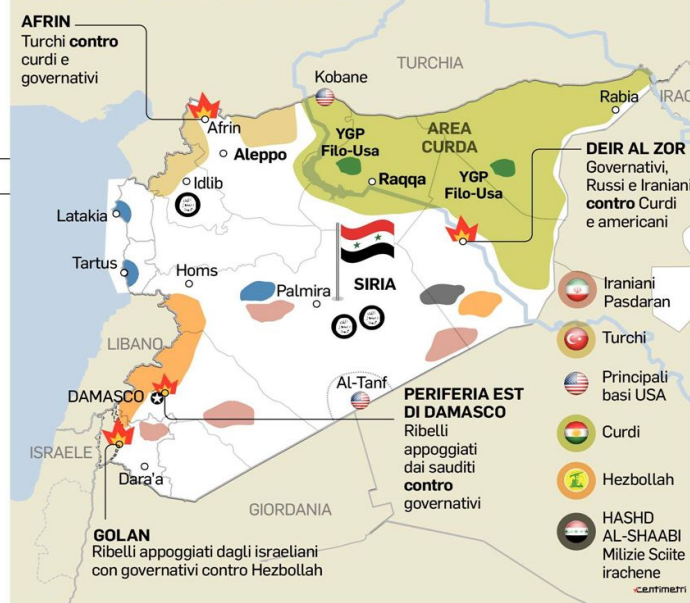 AFRIN
Turchi contro
curdi e
governativi
TURCHIA
Kobane
Rabia
Afrin
Aleppo
YGP
Filo-Usa
AREA
CURDA
Idlib
Raqqa
YGP
Filo-Usa
DEIR AL ZOR
Governativi,
Russi e Iraniani
contro Curdi
e americani
Latakia
Tartus
Homs
Palmira
SIRIA
LIBANO
DAMASCO
Al-Tanf
ISRAELE
Dara'a
GIORDANIA
PERIFERIA EST
DI DAMASCO
Ribelli
appoggiati
dai sauditi
contro
governativi
GOLAN
Ribelli appoggiati dagli israeliani
con governativi contro Hezbollah
Iraniani
Pasdaran
Turchi
Principali
basi USA
Curdi
Hezbollah
HASHD
AL-SHAABI
Milizie Sciite
irachene
centimetri